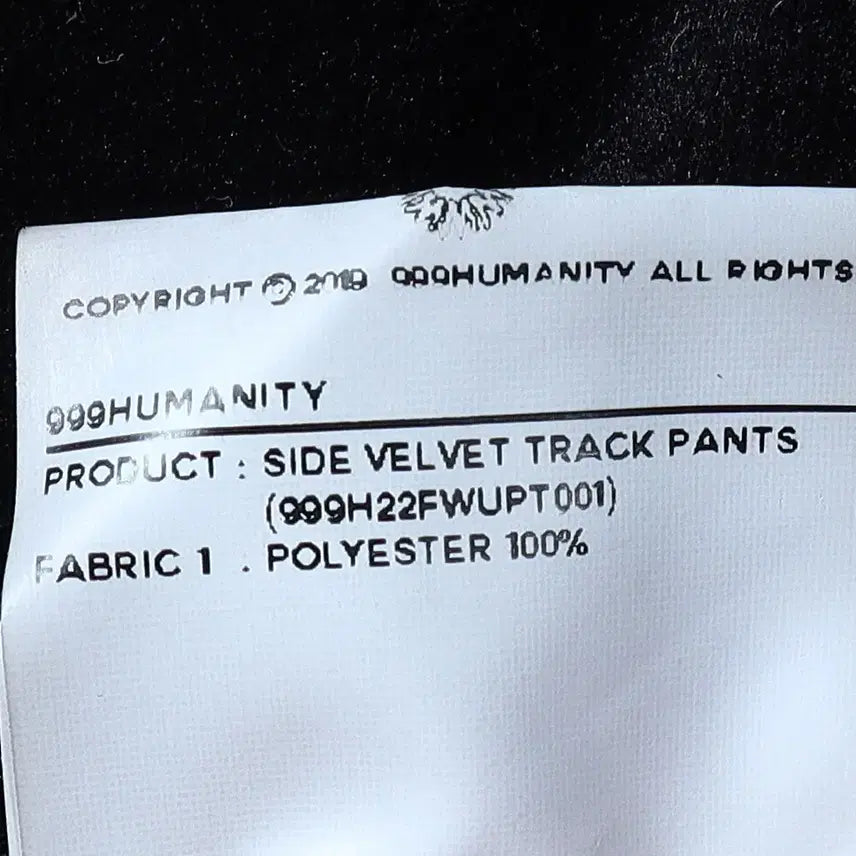 COPYRIGHT © 2019 999HUMANITY ALL RIGHTS
999HUMANITY
PRODUCT : SIDE VELVET TRACK PANTS
(999H22FWUPT001)
FABRIC 1 : POLYESTER 100%